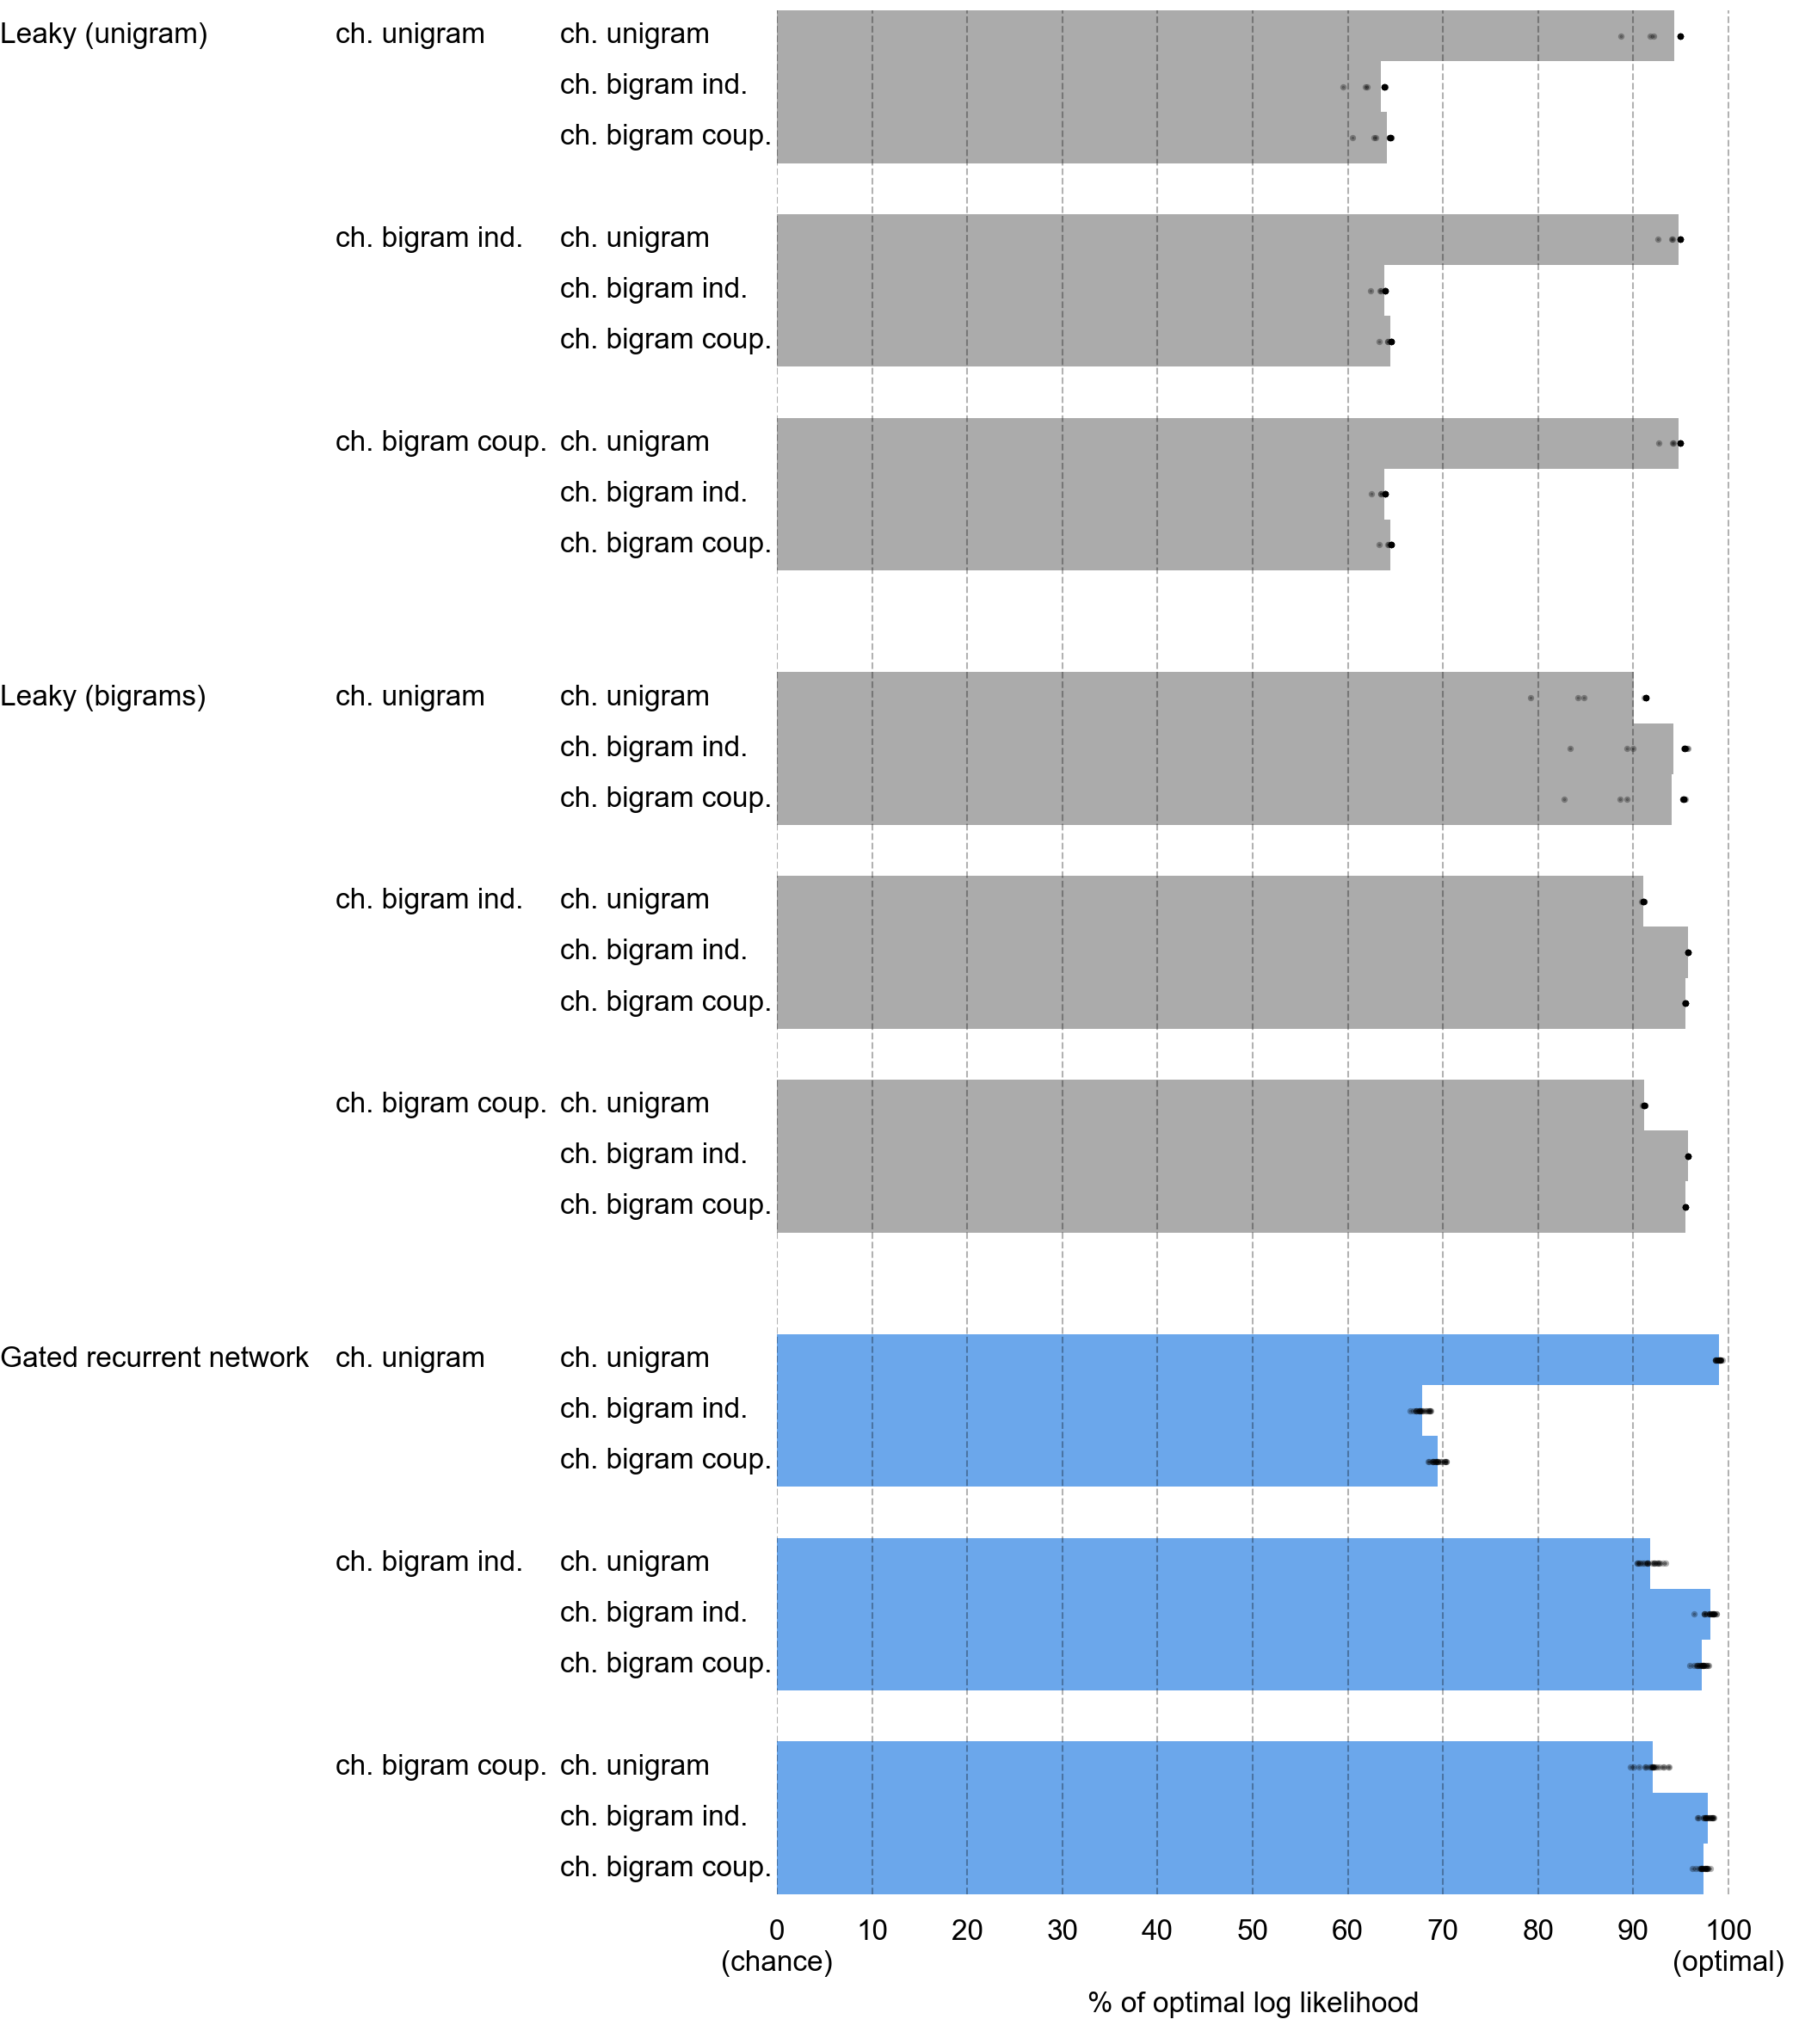 Leaky (unigram) ch. unigram ch. unigram
ch. bigram ind.
ch. bigram coup.
ch. bigram ind. ch. unigram
ch. bigram ind.
ch. bigram coup.
ch. bigram coup. ch. unigram
ch. bigram ind.
ch. bigram coup.
Leaky (bigrams) ch. unigram ch. unigram
ch. bigram ind.
ch. bigram coup.
ch. bigram ind. ch. unigram
ch. bigram ind.
ch. bigram coup.
ch. bigram coup. ch. unigram
ch. bigram ind.
ch. bigram coup.
Gated recurrent network ch. unigram ch. unigram
ch. bigram ind.
ch. bigram coup.
ch. bigram ind. ch. unigram
ch. bigram ind.
ch. bigram coup.
ch. bigram coup. ch. unigram
ch. bigram ind.
ch. bigram coup.
0 10 20 30 40 50 60 70 80 90 100
(chance) (optimal)
% of optimal log likelihood